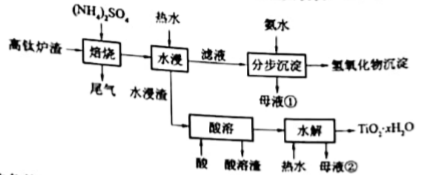 (NH₄)₂SO₄
热水
氨水
高钛炉渣
焙烧
水浸
滤液
分步沉淀
氢氧化物沉淀
尾气
水浸渣
母液①
酸溶
水解
TiO₂·xH₂O
酸
酸溶渣
热水
母液②